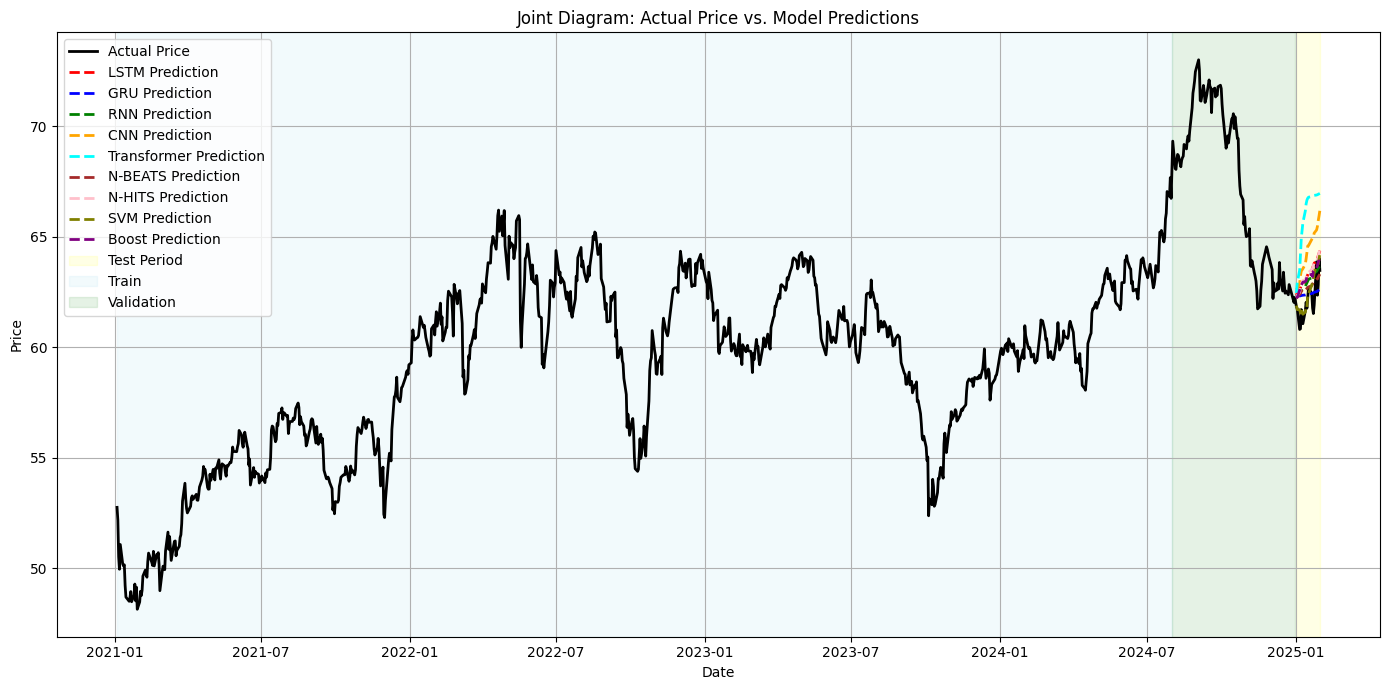 Joint Diagram: Actual Price vs. Model Predictions
Actual Price
LSTM Prediction
GRU Prediction
RNN Prediction
CNN Prediction
Transformer Prediction
N-BEATS Prediction
N-HITS Prediction
SVM Prediction
Boost Prediction
Test Period
Train
Validation
Price
70
65
60
55
50
2021-01 2021-07 2022-01 2022-07 2023-01 2023-07 2024-01 2024-07 2025-01
Date